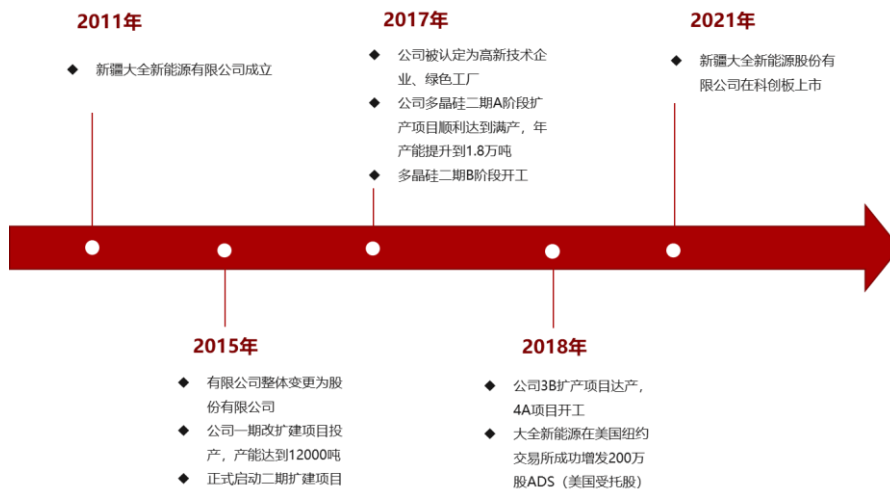 2011年
◆ 新疆大全新能源有限公司成立
2017年
◆ 公司被认定为高新技术企
业、绿色工厂
◆ 公司多晶硅二期A阶段扩
产项目顺利达到满产，年
产能提升到1.8万吨
◆ 多晶硅二期B阶段开工
2021年
◆ 新疆大全新能源股份有
限公司在科创板上市
2015年
◆ 有限公司整体变更为股
份有限公司
◆ 公司一期改扩建项目投
产，产能达到12000吨
◆ 正式启动二期扩建项目
2018年
◆ 公司3B扩产项目达产，
4A项目开工
◆ 大全新能源在美国纽约
交易所成功增发200万
股ADS（美国受托股）